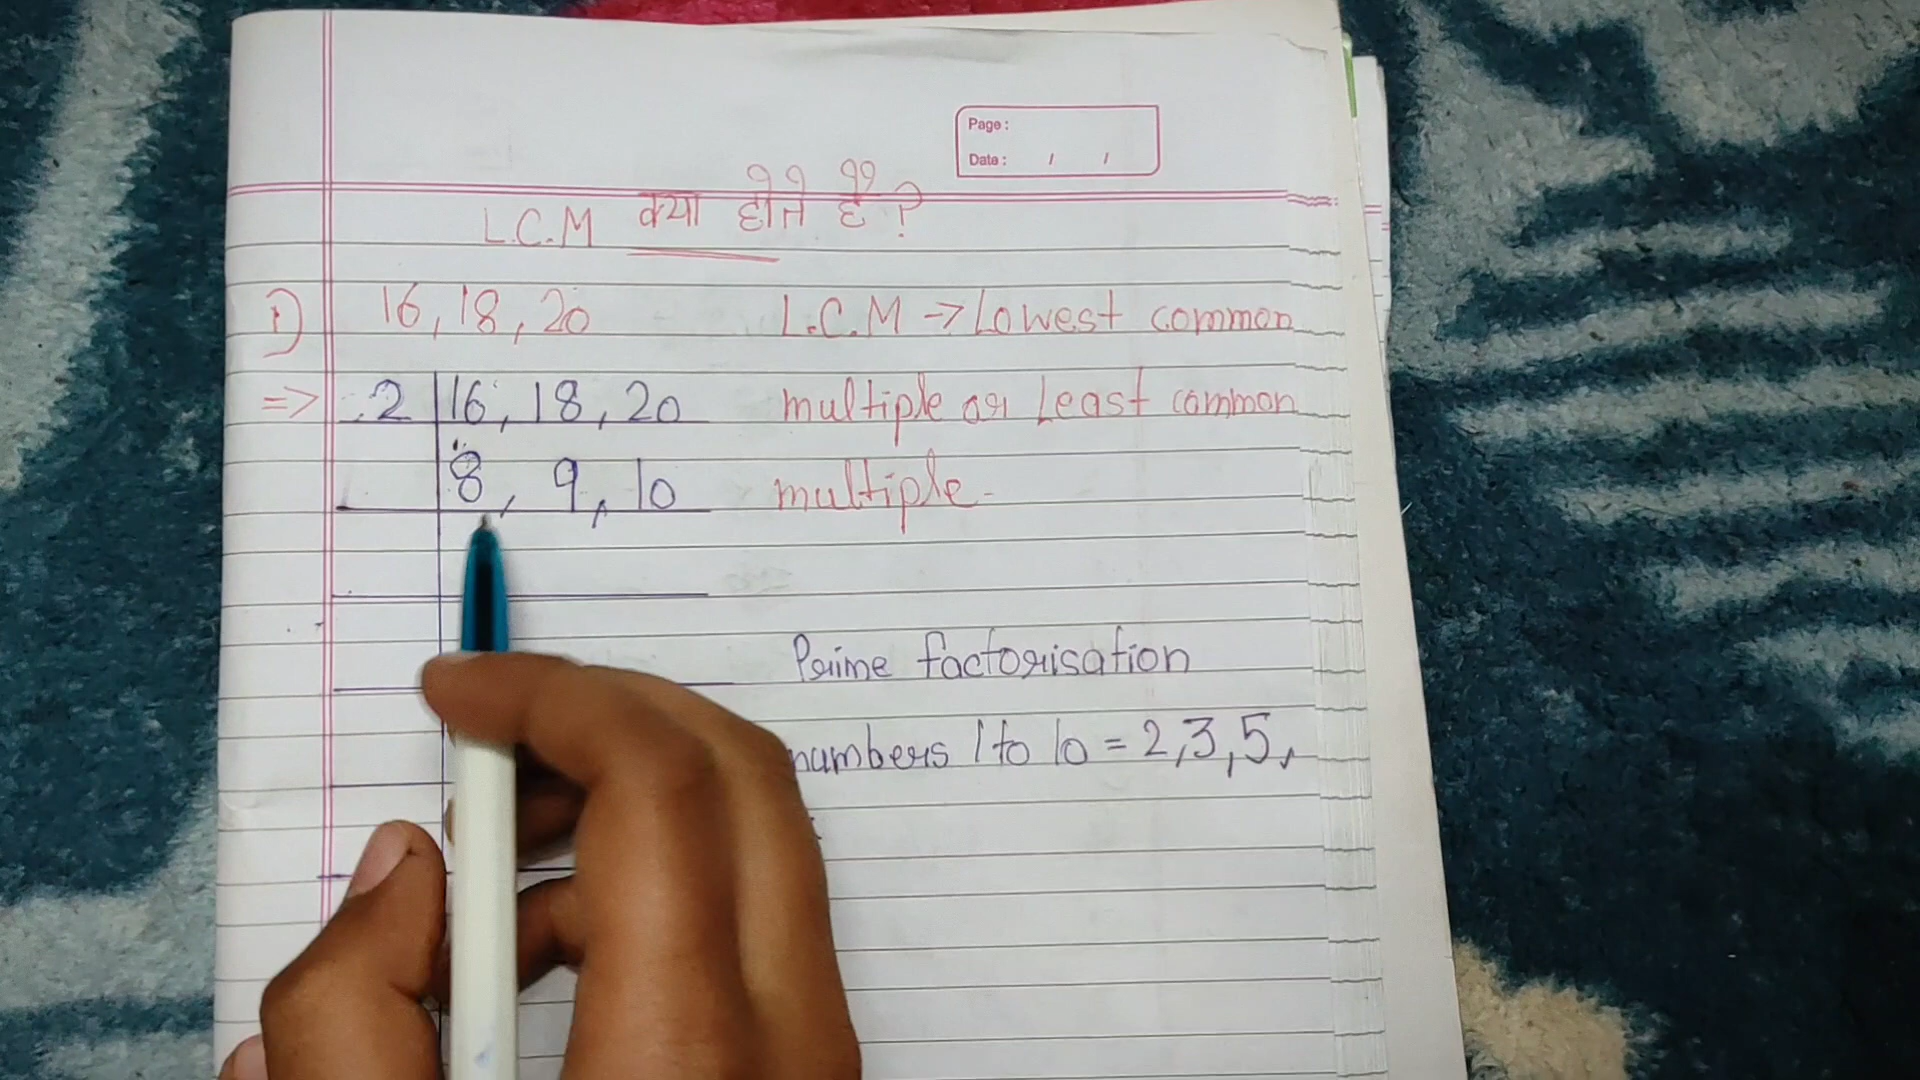 Page :
Date : / /
L.C.M क्या होते है ?
1) 16, 18, 20 L.C.M -> Lowest common
=> 2 | 16, 18, 20 multiple or Least common
8, 9, 10 multiple
Prime factorisation
numbers 1 to 10 = 2,3,5,